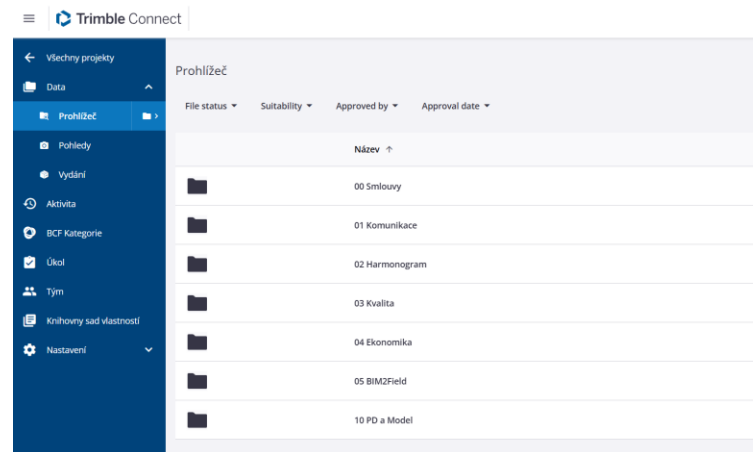 Trimble Connect
Všechny projekty
Data
Prohlížeč
Pohledy
Vydání
Aktivita
BCF Kategorie
Úkol
Tým
Knihovny sad vlastností
Nastavení
Prohlížeč
File status Suitability Approved by Approval date
Název
00 Smlouvy
01 Komunikace
02 Harmonogram
03 Kvalita
04 Ekonomika
05 BIM2Field
10 PD a Model